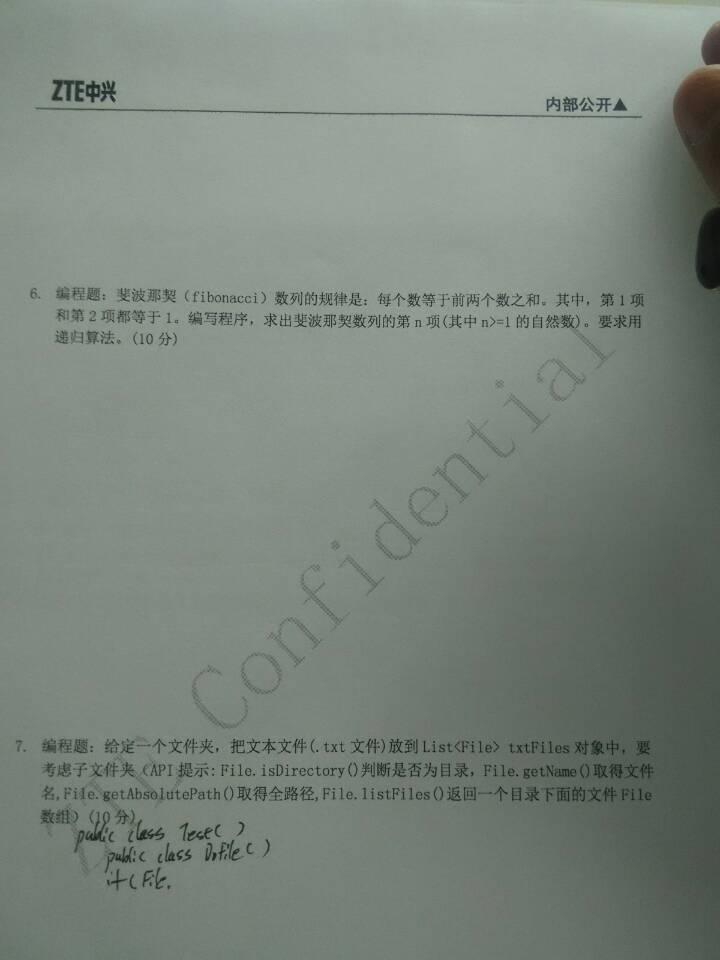 ZTE中兴
内部公开▲
6. 编程题：斐波那契（fibonacci）数列的规律是：每个数等于前两个数之和。其中，第 1 项
和第 2 项都等于 1。编写程序，求出斐波那契数列的第 n 项(其中 n>=1 的自然数)。要求用
递归算法。(10 分)
ZTE Confidential
7. 编程题：给定一个文件夹，把文本文件(.txt 文件)放到 List<File> txtFiles 对象中，要
考虑子文件夹（API 提示: File.isDirectory()判断是否为目录，File.getName()取得文件
名,File.getAbsolutePath()取得全路径,File.listFiles()返回一个目录下面的文件 File
数组）(10 分)
public class Test( )
public class Dofile( )
if(File.